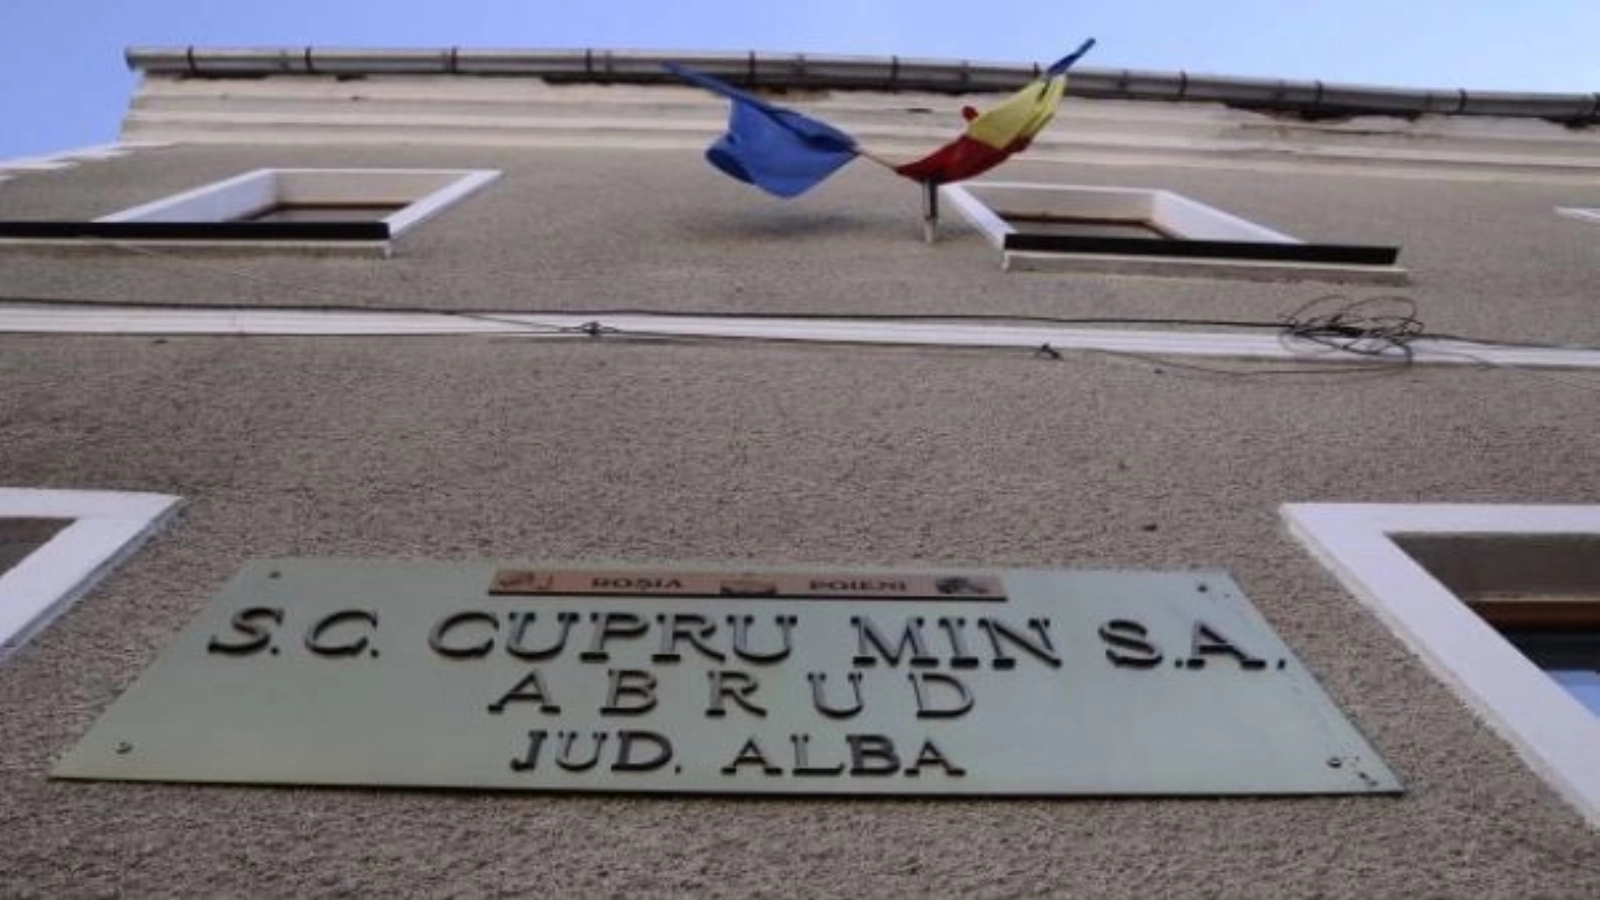 ROȘIA POIENI
S.C. CUPRU MIN S.A.
ABRUD
JUD. ALBA